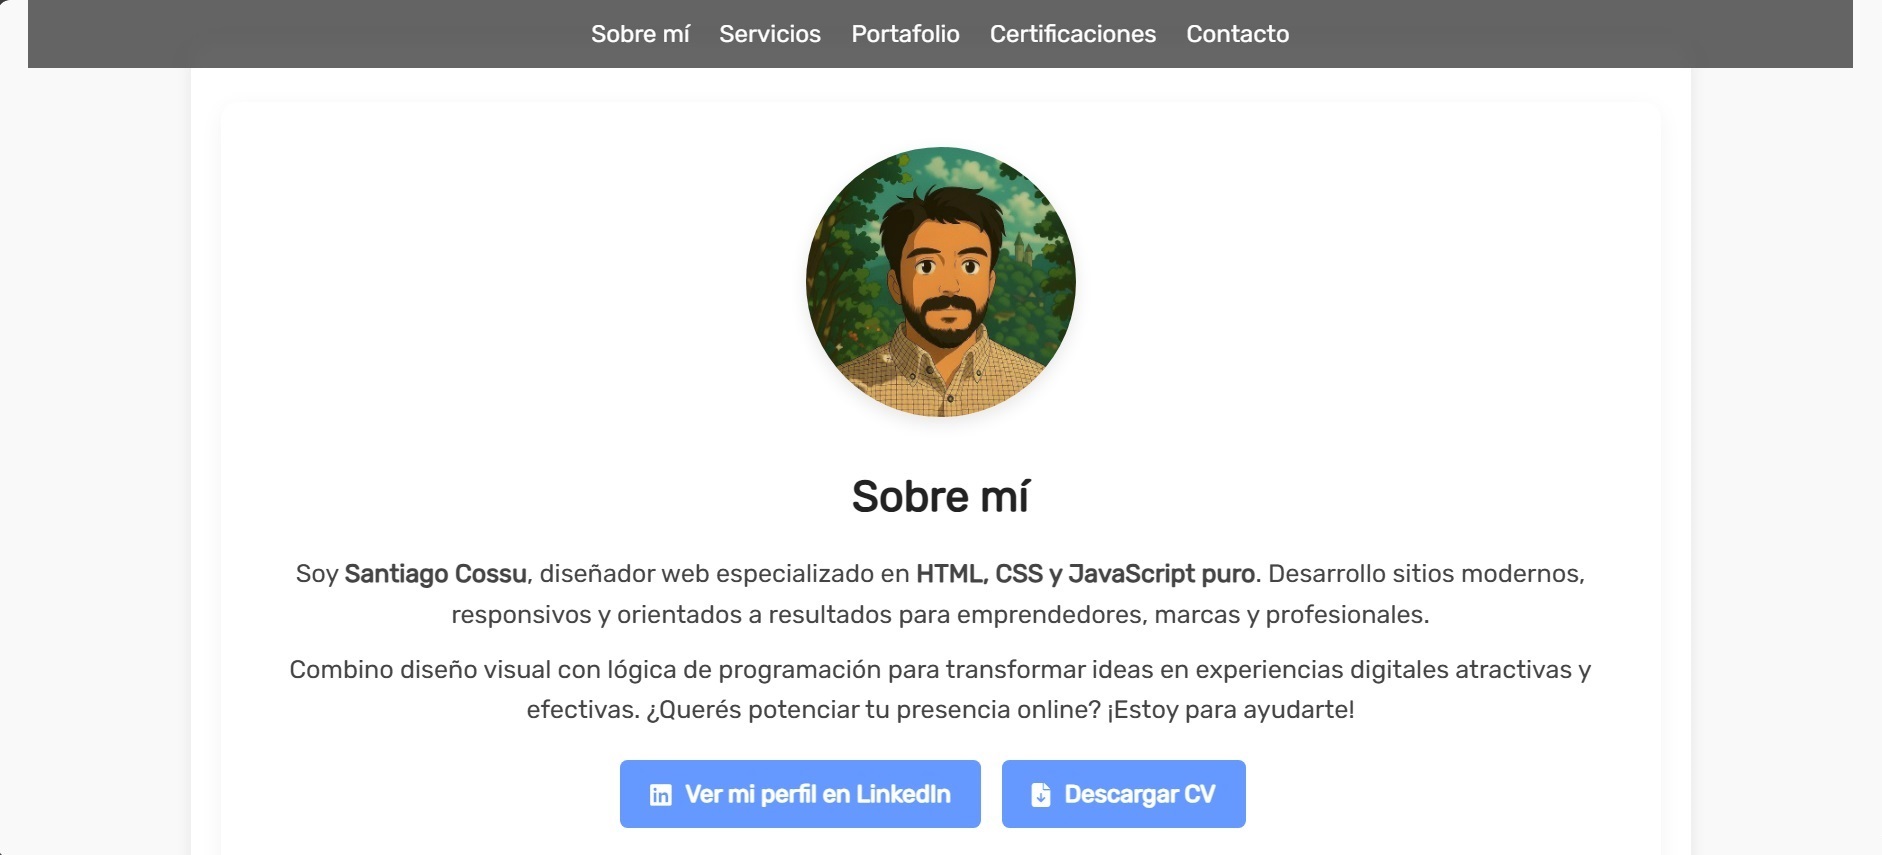 Sobre mí Servicios Portafolio Certificaciones Contacto
Sobre mí
Soy Santiago Cossu, diseñador web especializado en HTML, CSS y JavaScript puro. Desarrollo sitios modernos,
responsivos y orientados a resultados para emprendedores, marcas y profesionales.
Combino diseño visual con lógica de programación para transformar ideas en experiencias digitales atractivas y
efectivas. ¿Querés potenciar tu presencia online? ¡Estoy para ayudarte!
in Ver mi perfil en LinkedIn Descargar CV